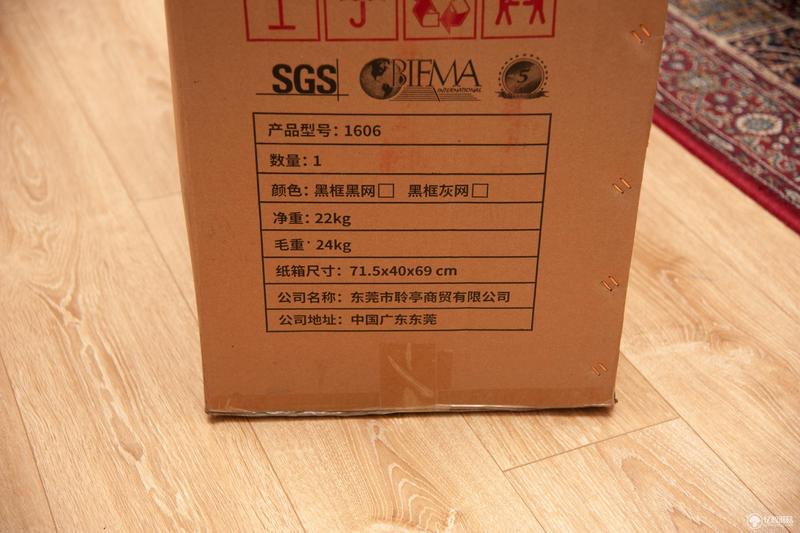 SGS
BIFMA
INTERNATIONAL
5
产品型号：1606
数量：1
颜色：黑框黑网□ 黑框灰网□
净重：22kg
毛重：24kg
纸箱尺寸：71.5x40x69 cm
公司名称：东莞市聆亭商贸有限公司
公司地址：中国广东东莞